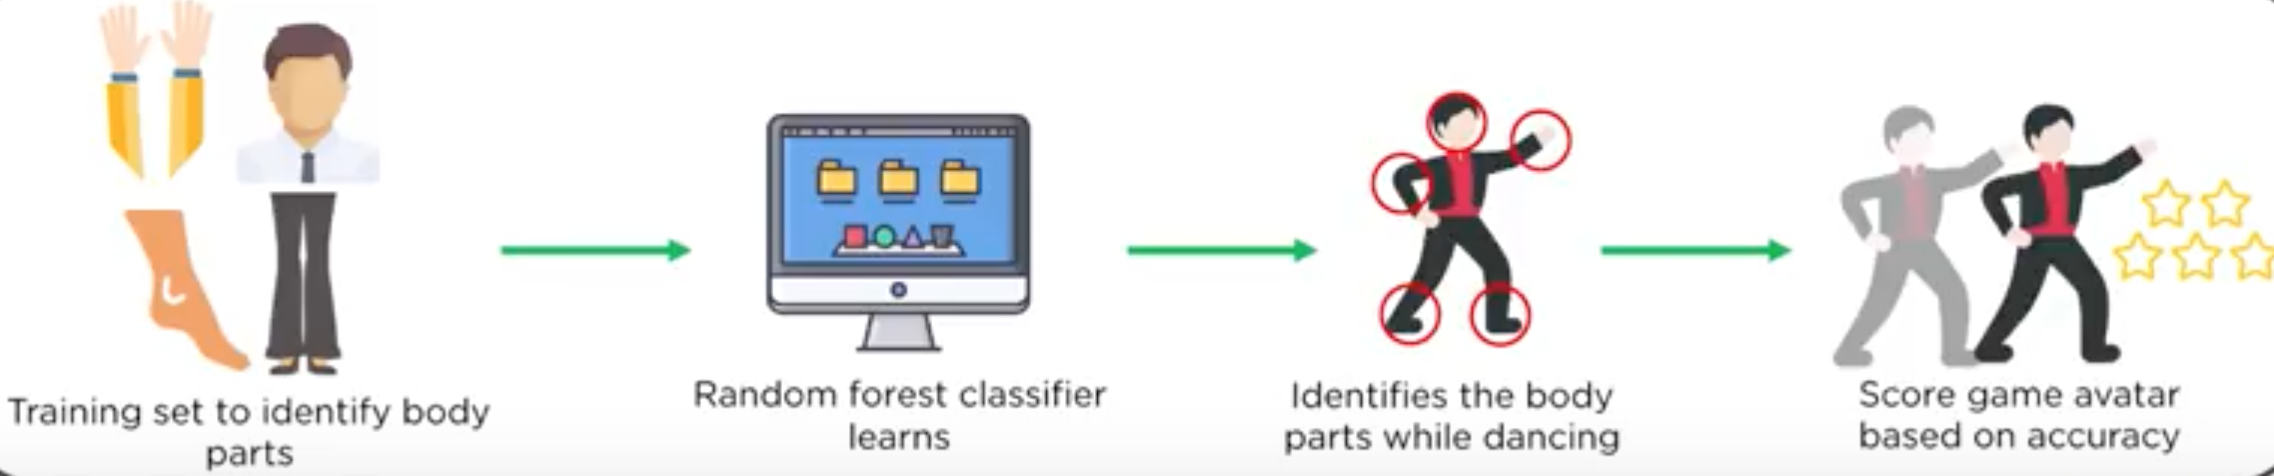 Training set to identify body
parts
Random forest classifier
learns
Identifies the body
parts while dancing
Score game avatar
based on accuracy